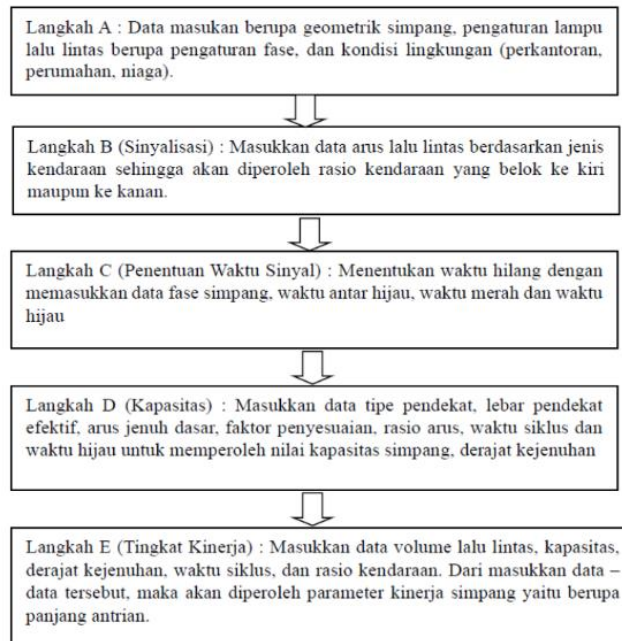 Langkah A : Data masukan berupa geometrik simpang, pengaturan lampu
lalu lintas berupa pengaturan fase, dan kondisi lingkungan (perkantoran,
perumahan, niaga).
Langkah B (Sinyalisasi) : Masukkan data arus lalu lintas berdasarkan jenis
kendaraan sehingga akan diperoleh rasio kendaraan yang belok ke kiri
maupun ke kanan.
Langkah C (Penentuan Waktu Sinyal) : Menentukan waktu hilang dengan
memasukkan data fase simpang, waktu antar hijau, waktu merah dan waktu
hijau
Langkah D (Kapasitas) : Masukkan data tipe pendekat, lebar pendekat
efektif, arus jenuh dasar, faktor penyesuaian, rasio arus, waktu siklus dan
waktu hijau untuk memperoleh nilai kapasitas simpang, derajat kejenuhan
Langkah E (Tingkat Kinerja) : Masukkan data volume lalu lintas, kapasitas,
derajat kejenuhan, waktu siklus, dan rasio kendaraan. Dari masukkan data –
data tersebut, maka akan diperoleh parameter kinerja simpang yaitu berupa
panjang antrian.